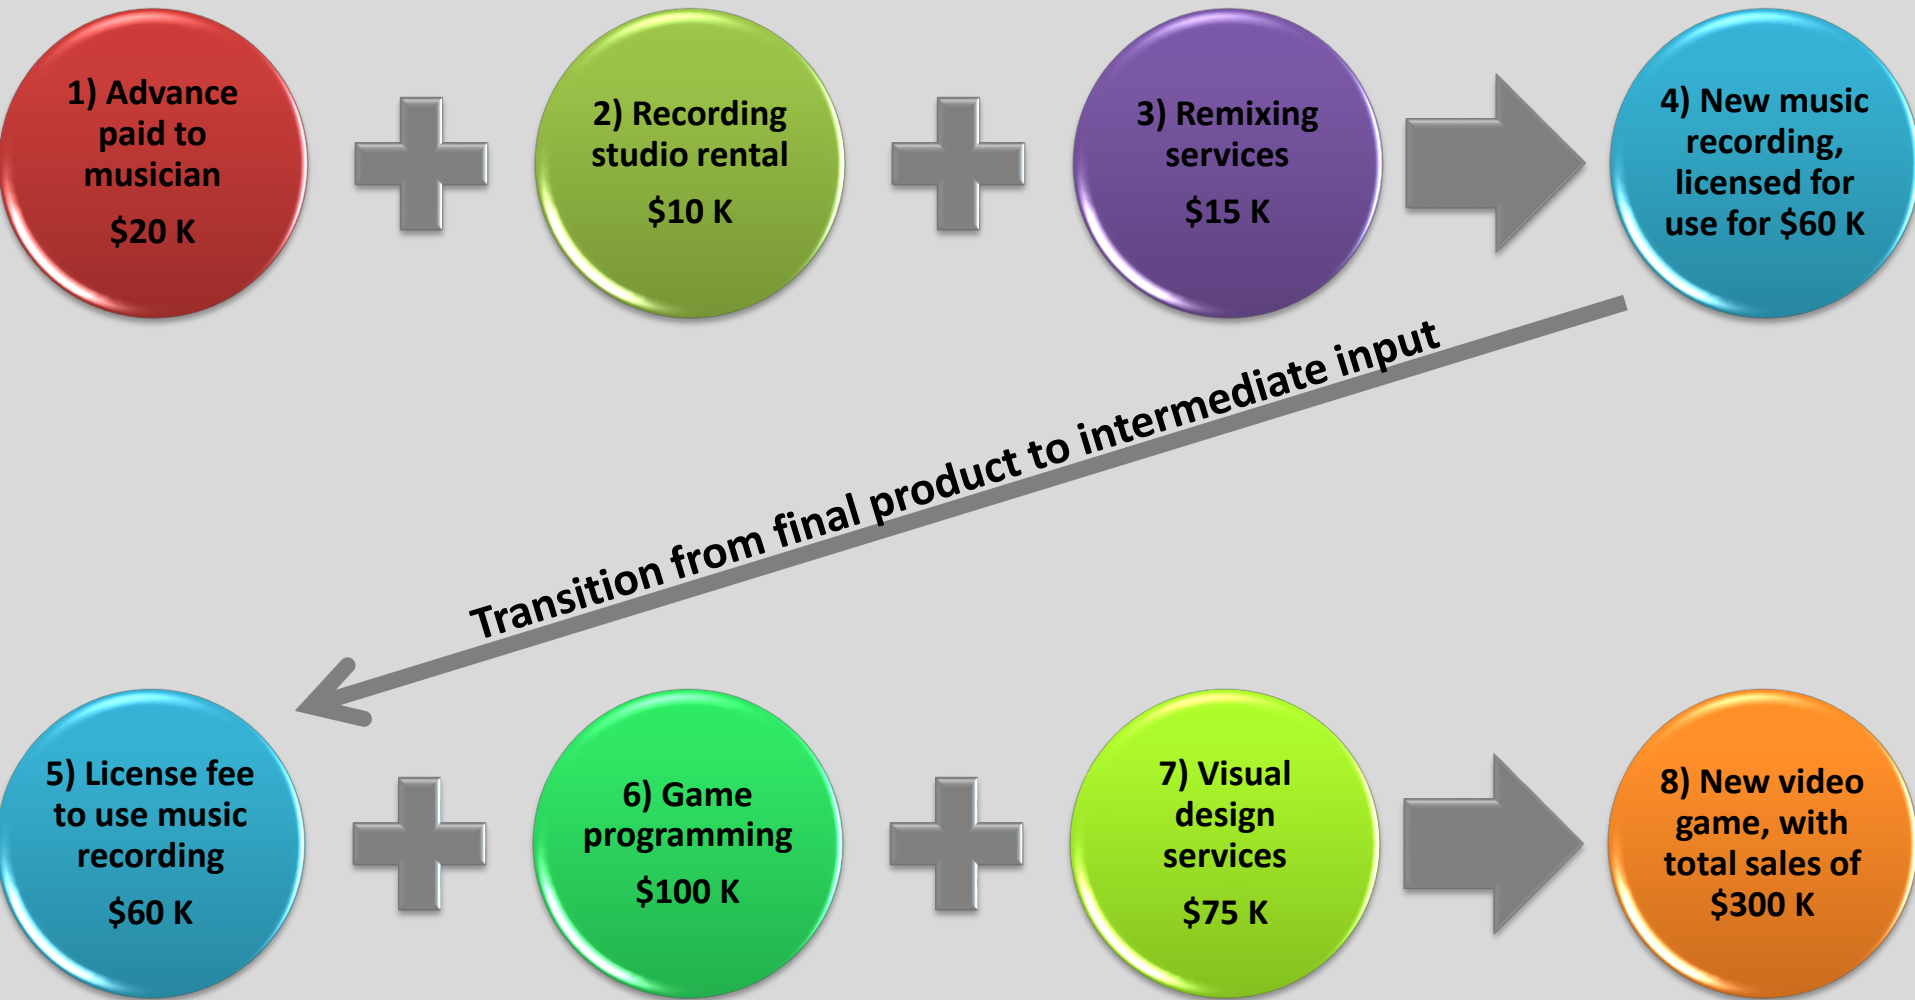 1) Advance
paid to
musician
$20 K
2) Recording
studio rental
$10 K
3) Remixing
services
$15 K
4) New music
recording,
licensed for
use for $60 K
Transition from final product to intermediate input
5) License fee
to use music
recording
$60 K
6) Game
programming
$100 K
7) Visual
design
services
$75 K
8) New video
game, with
total sales of
$300 K